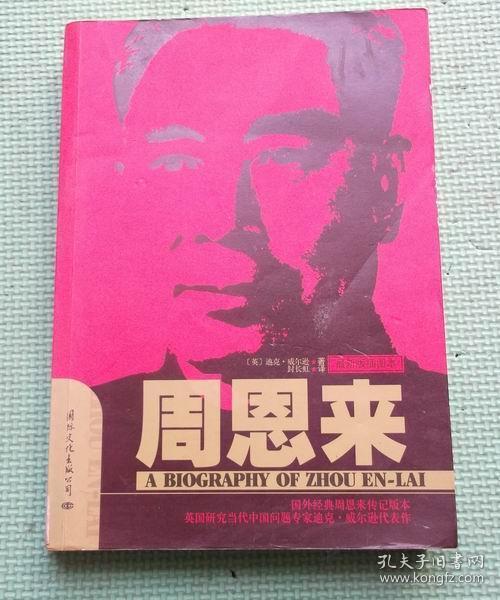 〔英〕迪克·威尔逊★著
封长虹★译
周恩来
A BIOGRAPHY OF ZHOU EN-LAI
国外经典周恩来传记版本
英国研究当代中国问题专家迪克·威尔逊代表作
国际文化出版公司
ZHOU EN-LAI
孔夫子旧书网
www.kongfz.com